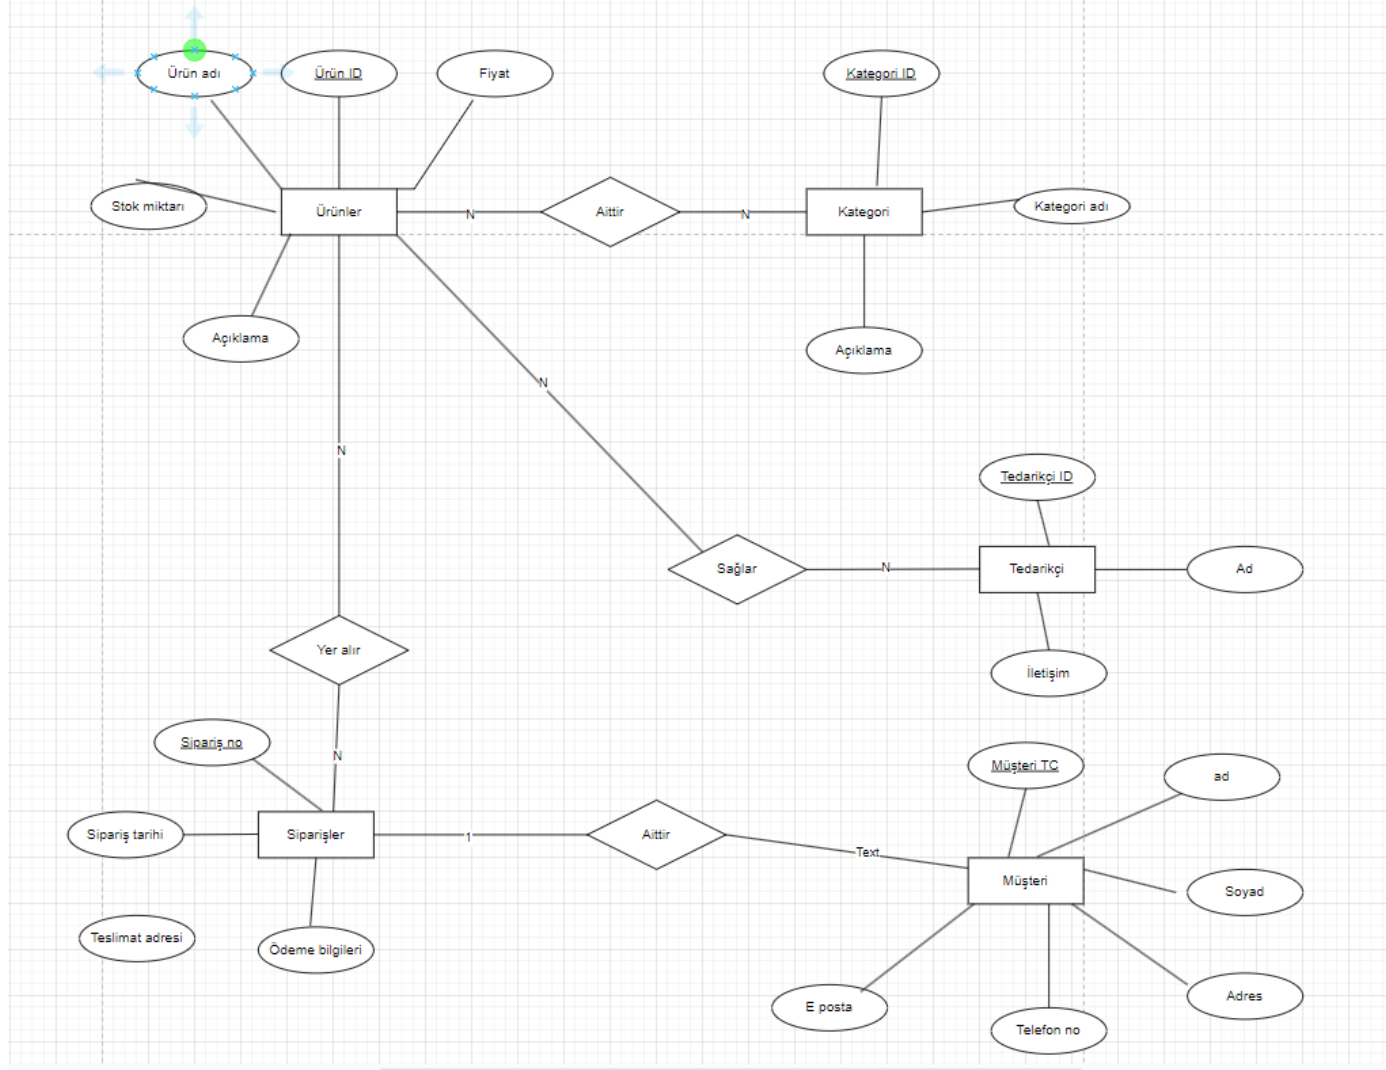 Ürün adı
Ürün ID
Fiyat
Kategori ID
Stok miktarı
Ürünler
N
Aittir
N
Kategori
Kategori adı
Açıklama
Açıklama
N
N
Tedarikçi ID
Sağlar
N
Tedarikçi
Ad
Yer alır
İletişim
Sipariş no
N
Müşteri TC
ad
Sipariş tarihi
Siparişler
1
Aittir
Text
Müşteri
Soyad
Teslimat adresi
Ödeme bilgileri
E posta
Telefon no
Adres